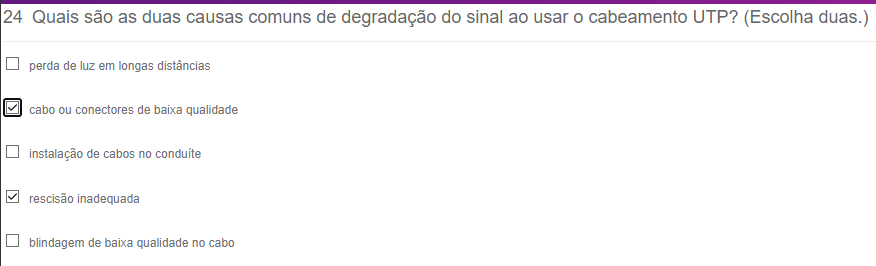 24 Quais são as duas causas comuns de degradação do sinal ao usar o cabeamento UTP? (Escolha duas.)
perda de luz em longas distâncias
cabo ou conectores de baixa qualidade
instalação de cabos no conduíte
rescisão inadequada
blindagem de baixa qualidade no cabo